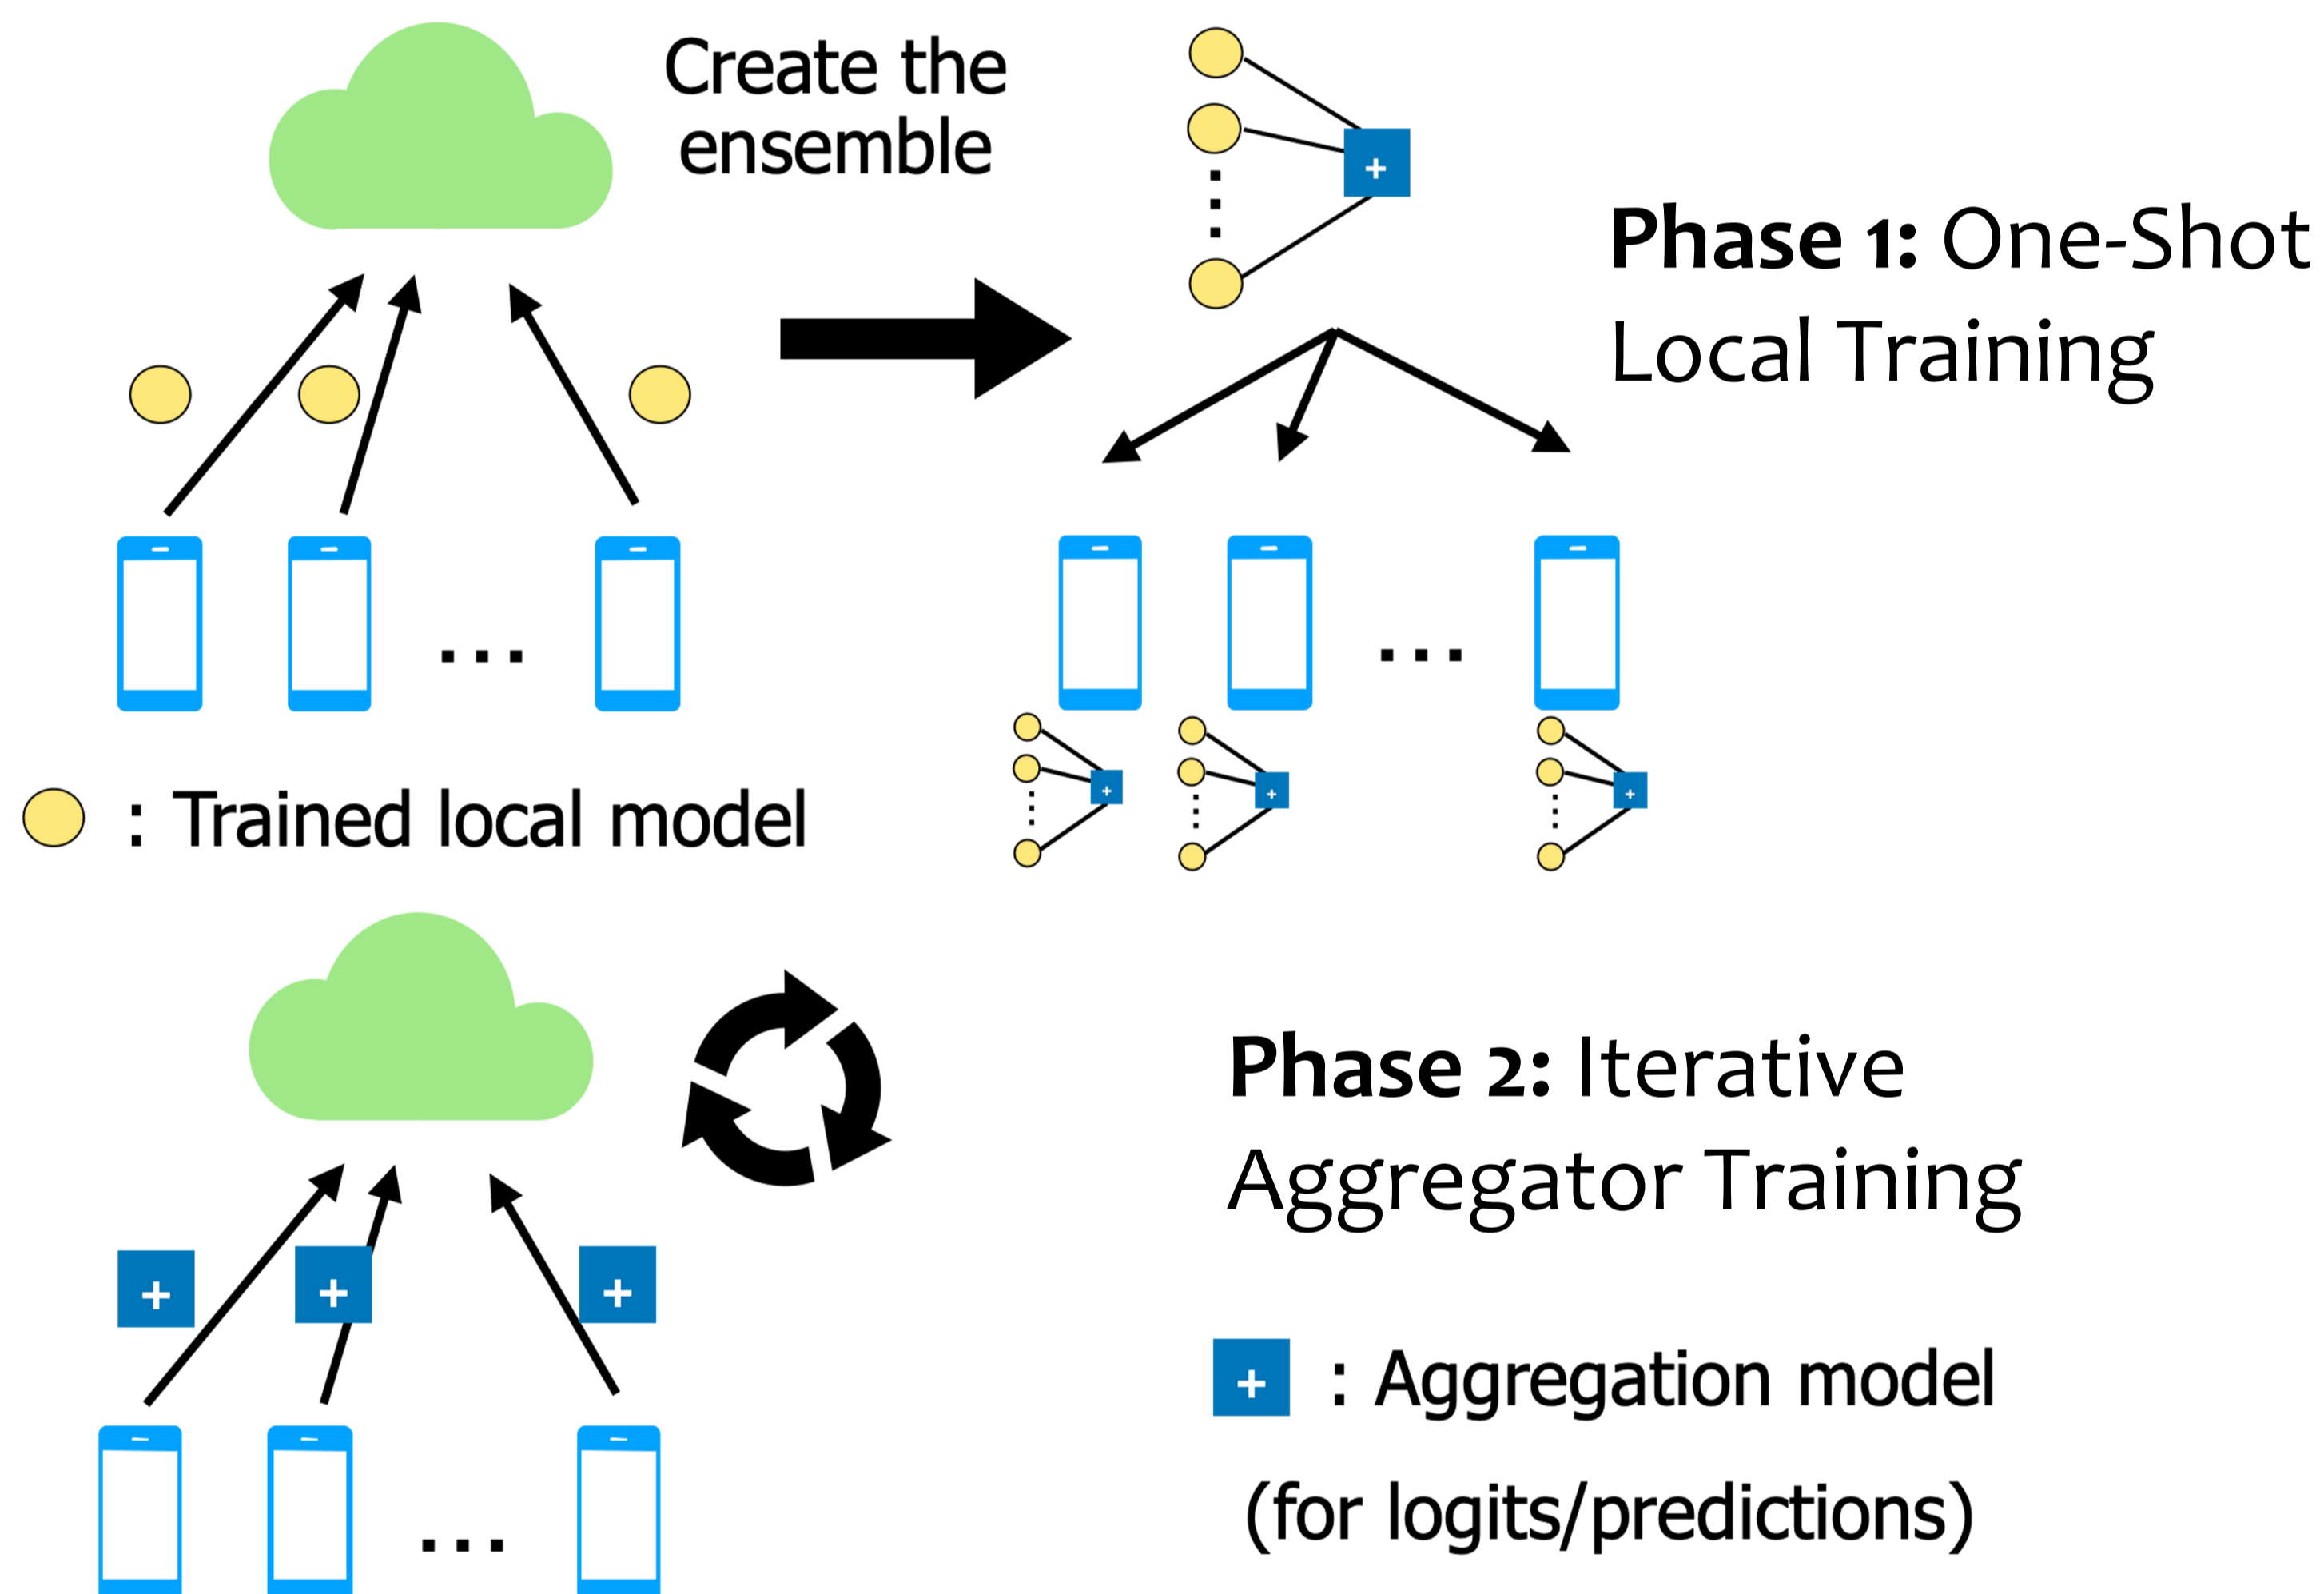 Create the
ensemble
+
Phase 1: One-Shot
Local Training
...
...
+
+
+
: Trained local model
Phase 2: Iterative
Aggregator Training
+
+
+
+ : Aggregation model
(for logits/predictions)
...